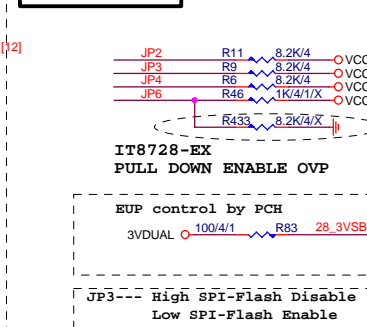 [12]
JP2 R11 8.2K/4 VCC
JP3 R9 8.2K/4 VCC
JP4 R6 8.2K/4 VCC
JP6 R46 1K/4/1/X VCC
R433 8.2K/4/X
IT8728-EX
PULL DOWN ENABLE OVP
EUP control by PCH
3VDUAL 100/4/1 R83 28_3VSB
JP3--- High SPI-Flash Disable
Low SPI-Flash Enable